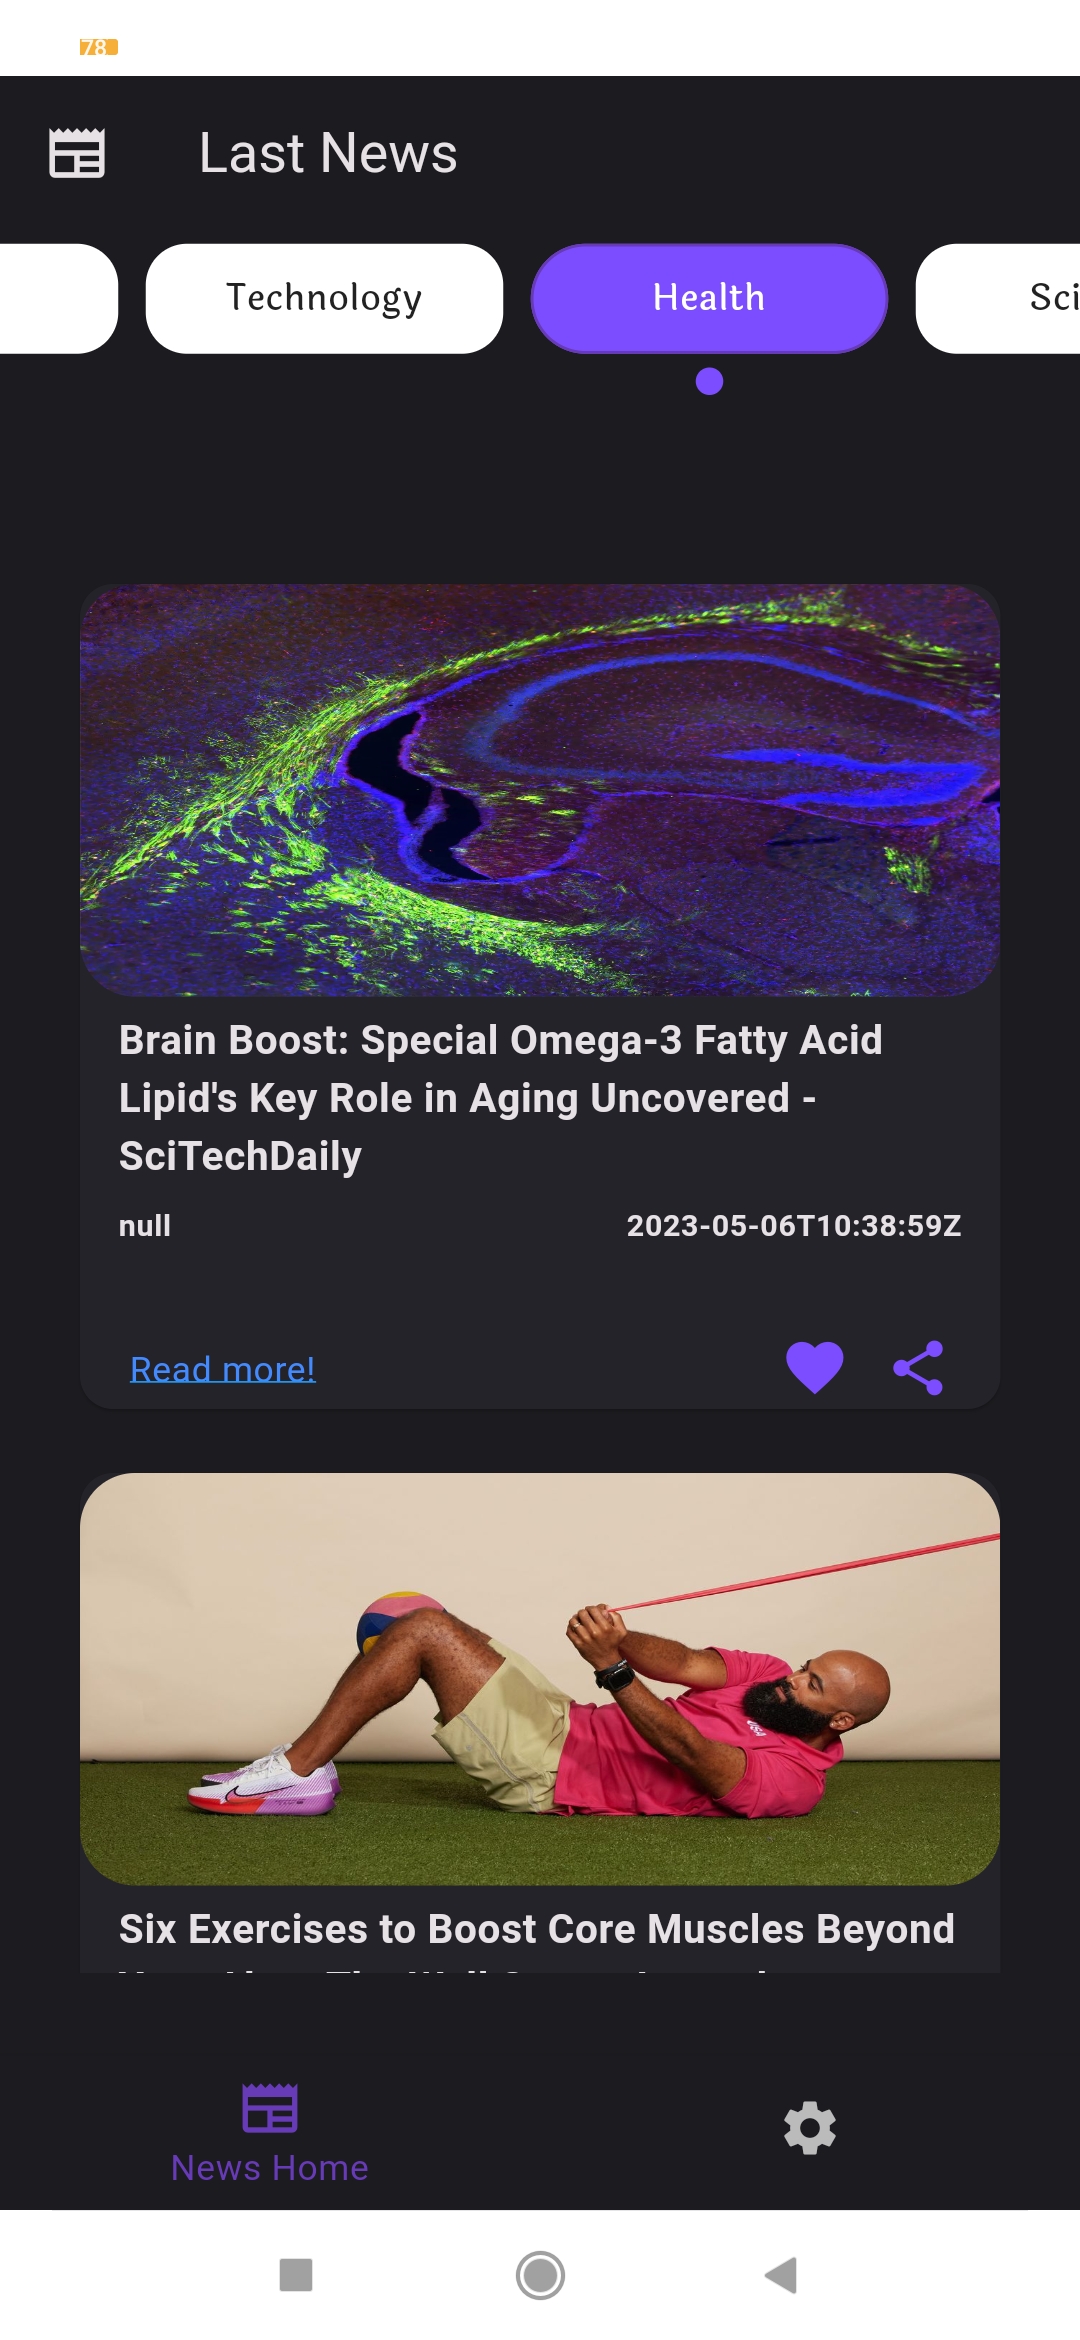 78
Last News
Technology
Health
Sci
Brain Boost: Special Omega-3 Fatty Acid
Lipid's Key Role in Aging Uncovered -
SciTechDaily
null
2023-05-06T10:38:59Z
Read more!
VISA
Six Exercises to Boost Core Muscles Beyond
News Home